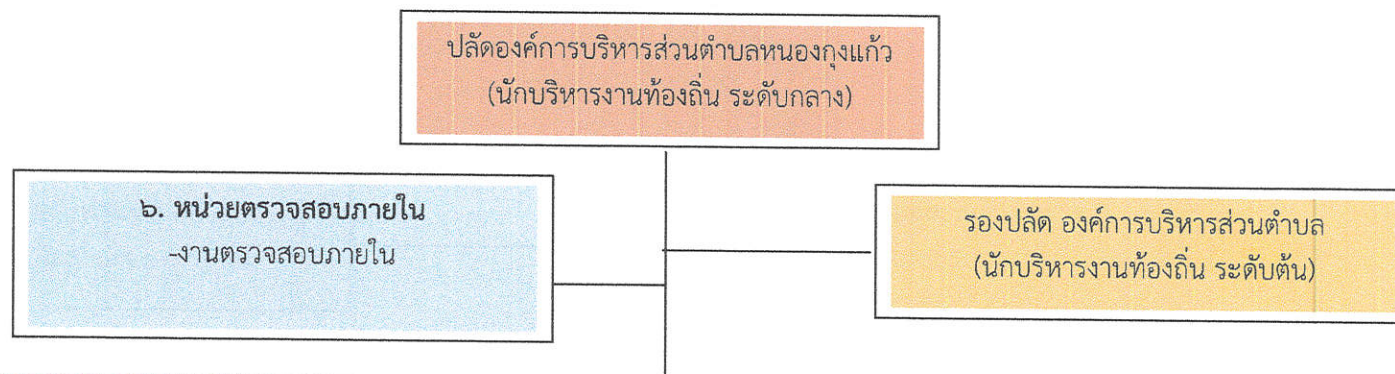 ปลัดองค์การบริหารส่วนตำบลหนองกุงแก้ว
(นักบริหารงานท้องถิ่น ระดับกลาง)
๖. หน่วยตรวจสอบภายใน
-งานตรวจสอบภายใน
รองปลัด องค์การบริหารส่วนตำบล
(นักบริหารงานท้องถิ่น ระดับต้น)